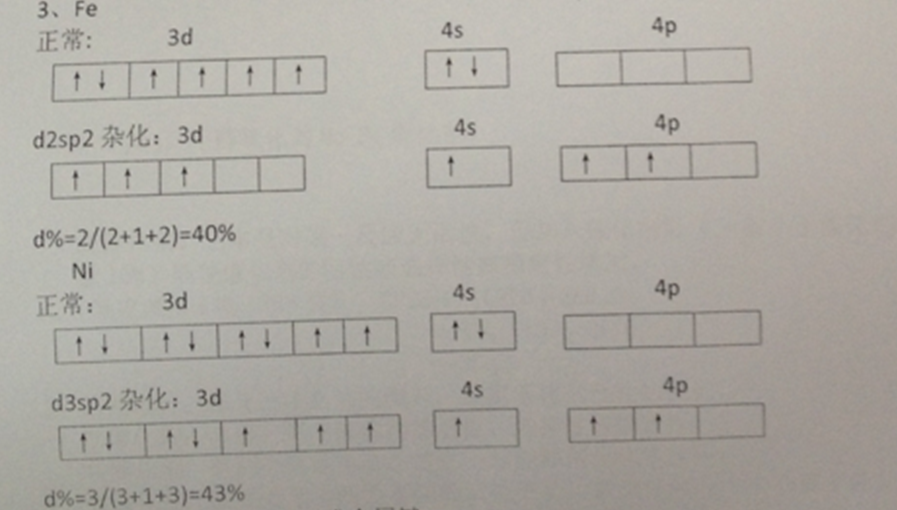 3、Fe
正常: 3d 4s 4p
↑↓ ↑ ↑ ↑ ↑ ↑↓
d2sp2 杂化：3d 4s 4p
↑ ↑ ↑ ↑ ↑ ↑
d%=2/(2+1+2)=40%
Ni
正常： 3d 4s 4p
↑↓ ↑↓ ↑↓ ↑ ↑ ↑↓
d3sp2 杂化：3d 4s 4p
↑↓ ↑↓ ↑ ↑ ↑ ↑ ↑ ↑
d%=3/(3+1+3)=43%